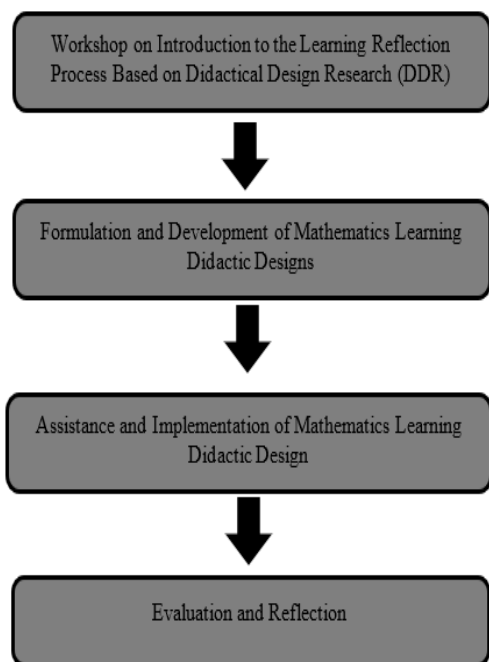 Workshop on Introduction to the Learning Reflection
Process Based on Didactical Design Research (DDR)
Formulation and Development of Mathematics Learning
Didactic Designs
Assistance and Implementation of Mathematics Learning
Didactic Design
Evaluation and Reflection